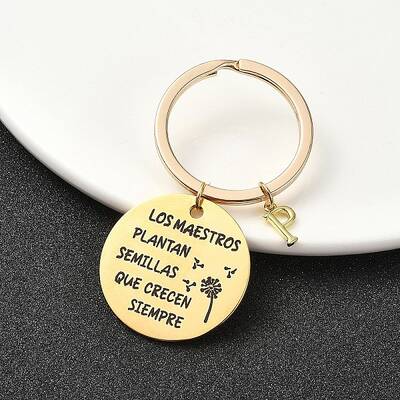 LOS MAESTROS
PLANTAN
SEMILLAS
QUE CRECEN
SIEMPRE
P